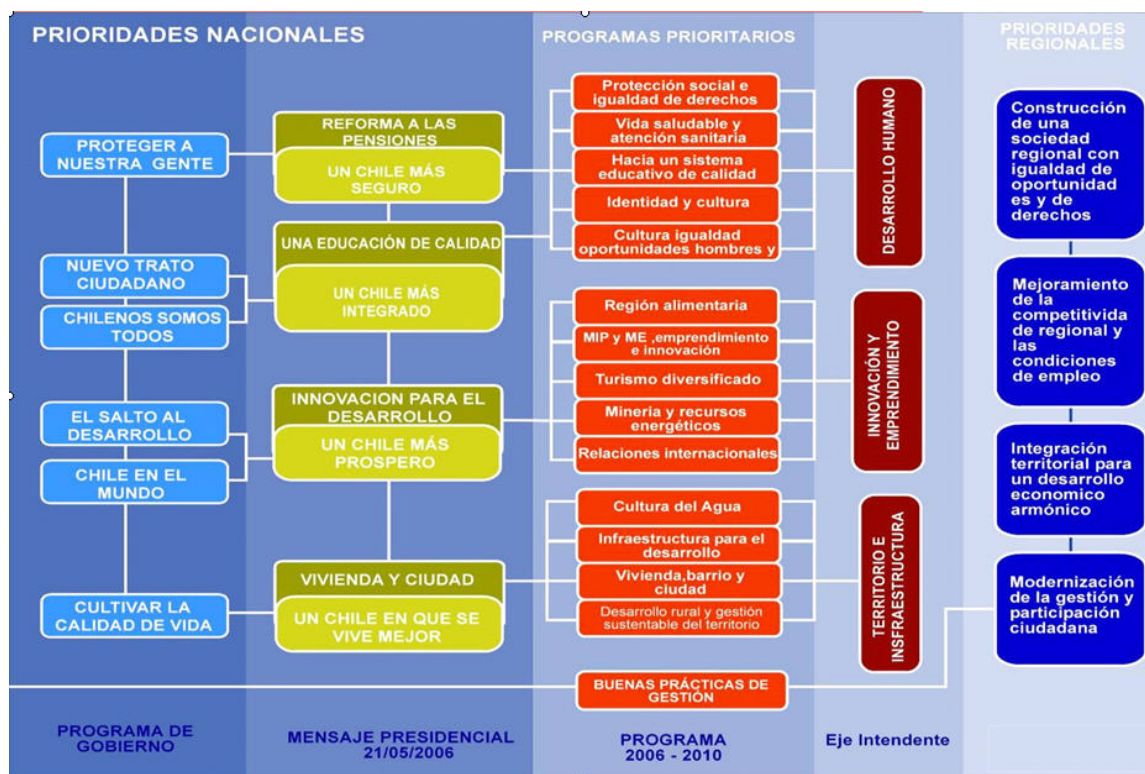 PRIORIDADES NACIONALES
PROGRAMAS PRIORITARIOS
PRIORIDADES
REGIONALES
PROTEGER A
NUESTRA GENTE
NUEVO TRATO
CIUDADANO
CHILENOS SOMOS
TODOS
EL SALTO AL
DESARROLLO
CHILE EN EL
MUNDO
CULTIVAR LA
CALIDAD DE VIDA
REFORMA A LAS
PENSIONES
UN CHILE MÁS
SEGURO
UNA EDUCACIÓN DE CALIDAD
UN CHILE MÁS
INTEGRADO
INNOVACION PARA EL
DESARROLLO
UN CHILE MÁS
PROSPERO
VIVIENDA Y CIUDAD
UN CHILE EN QUE SE
VIVE MEJOR
Protección social e
igualdad de derechos
Vida saludable y
atención sanitaria
Hacia un sistema
educativo de calidad
Identidad y cultura
Cultura igualdad
oportunidades hombres y
Región alimentaria
MIP y ME ,emprendimiento
e innovación
Turismo diversificado
Mineria y recursos
energéticos
Relaciones internacionales
Cultura del Agua
Infraestructura para el
desarrollo
Vivienda,barrio y
ciudad
Desarrollo rural y gestión
sustentable del territorio
BUENAS PRÁCTICAS DE
GESTIÓN
DESARROLLO HUMANO
INNOVACIÓN Y
EMPRENDIMIENTO
TERRITORIO E
INSFRAESTRUCTURA
Construcción
de una
sociedad
regional con
igualdad de
oportunidad
es y de
derechos
Mejoramiento
de la
competitivida
de regional y
las
condiciones
de empleo
Integración
territorial para
un desarrollo
economico
armónico
Modernización
de la gestión y
participación
ciudadana
PROGRAMA DE
GOBIERNO
MENSAJE PRESIDENCIAL
21/05/2006
PROGRAMA
2006 - 2010
Eje Intendente